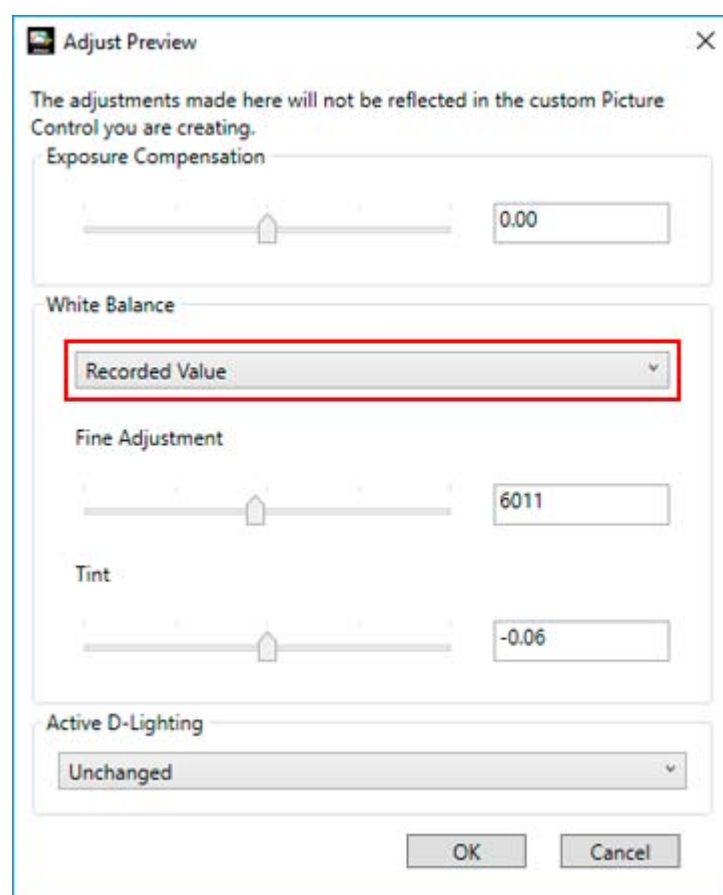 Adjust Preview
The adjustments made here will not be reflected in the custom Picture
Control you are creating.
Exposure Compensation
0.00
White Balance
Recorded Value
Fine Adjustment
6011
Tint
-0.06
Active D-Lighting
Unchanged
OK Cancel